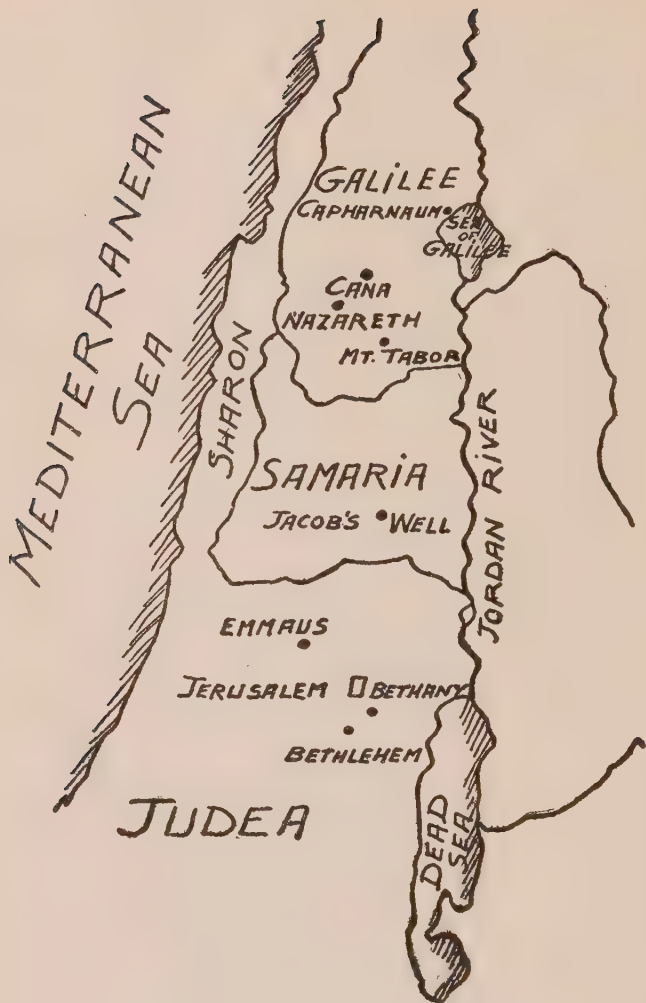 MEDITERRANEAN
SEA
GALILEE
CAPHARNAUM
SEA
OF
GALILEE
CANA
NAZARETH
MT. TABOR
SHARON
SAMARIA
JACOB'S WELL
JORDAN RIVER
EMMAUS
JERUSALEM BETHANY
BETHLEHEM
JUDEA
DEAD
SEA